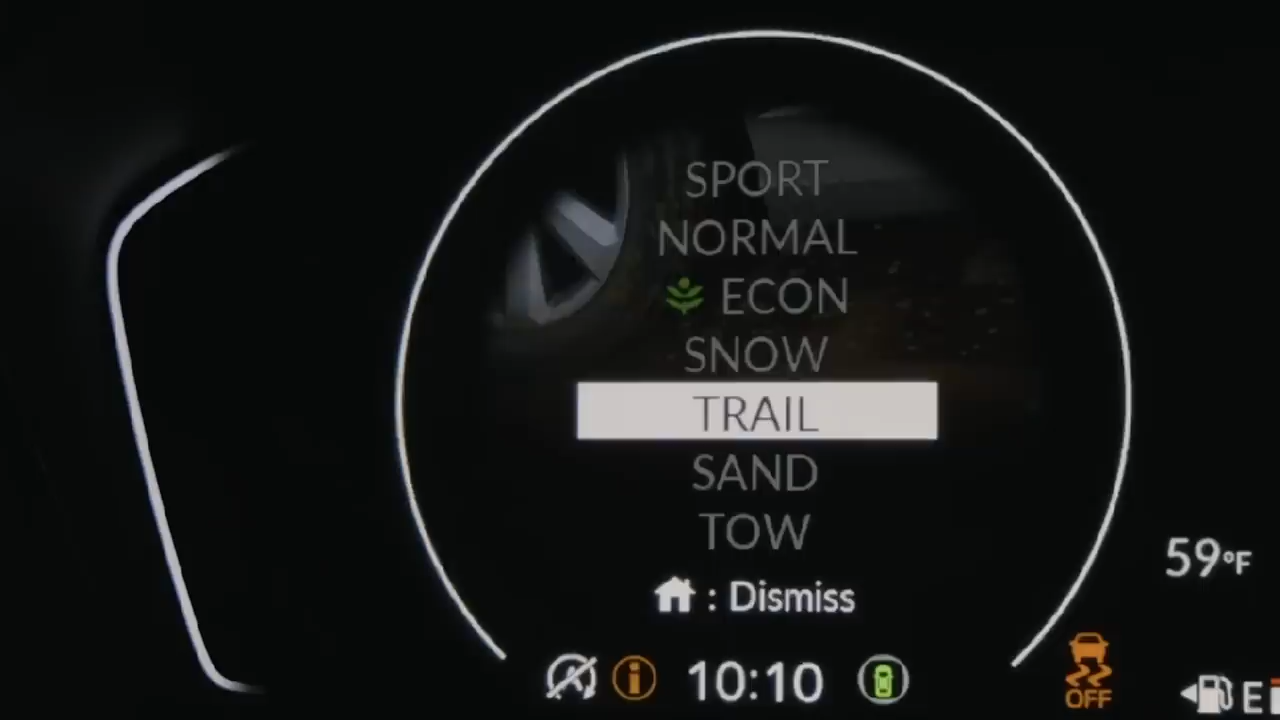 SPORT
NORMAL
ECON
SNOW
TRAIL
SAND
TOW
: Dismiss
59°F
10:10
OFF
E